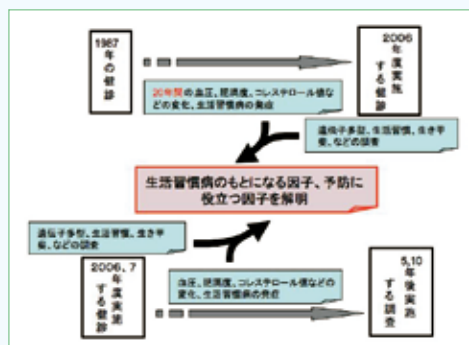 1987
年の健診
2006
年度実施
する健診
20年間の血圧、肥満度、コレステロール値な
どの変化、生活習慣病の発症
遺伝子多型、生活習慣、生き甲
斐、などの調査
生活習慣病のもとになる因子、予防に
役立つ因子を解明
遺伝子多型、生活習慣、生き甲
斐、などの調査
2006、7
年度実施
する健診
血圧、肥満度、コレステロール値などの
変化、生活習慣病の発症
5,10
年後実施
する調査